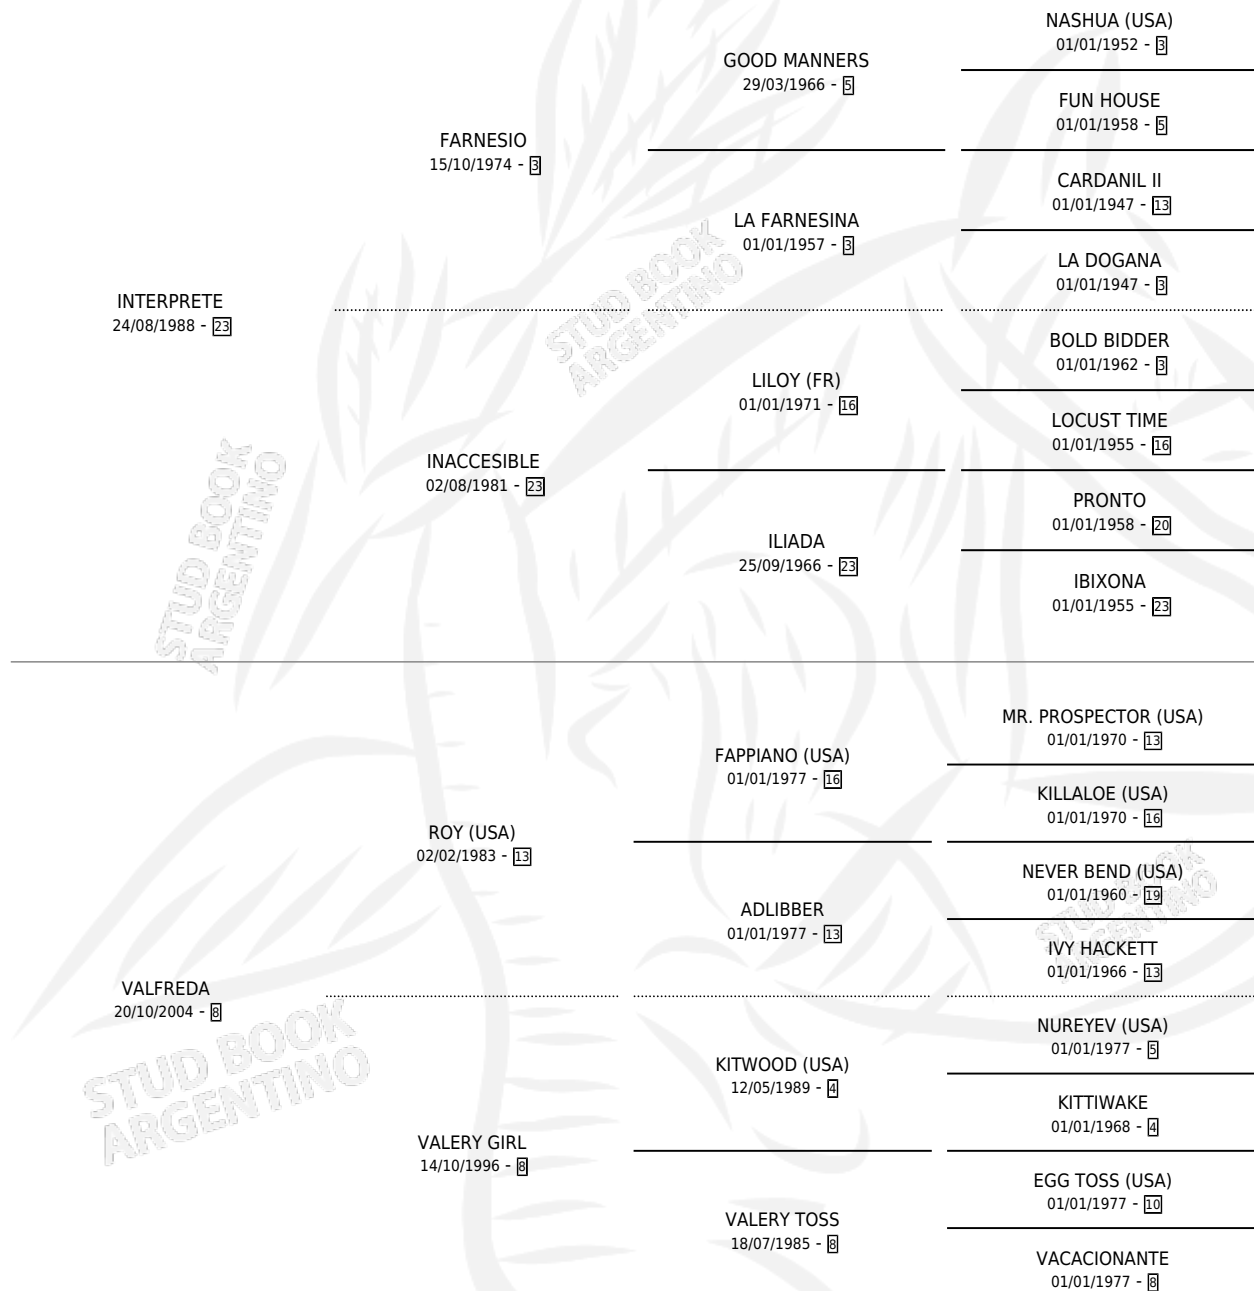 NASHUA (USA)
01/01/1952 - 3
GOOD MANNERS
29/03/1966 - 5
FUN HOUSE
01/01/1958 - 5
FARNESIO
15/10/1974 - 3
CARDANIL II
01/01/1947 - 13
LA FARNESINA
01/01/1957 - 3
LA DOGANA
01/01/1947 - 3
INTERPRETE
24/08/1988 - 23
BOLD BIDDER
01/01/1962 - 3
LILOY (FR)
01/01/1971 - 16
LOCUST TIME
01/01/1955 - 16
INACCESIBLE
02/08/1981 - 23
PRONTO
01/01/1958 - 20
ILIADA
25/09/1966 - 23
IBIXONA
01/01/1955 - 23
MR. PROSPECTOR (USA)
01/01/1970 - 13
FAPPIANO (USA)
01/01/1977 - 16
KILLALOE (USA)
01/01/1970 - 16
ROY (USA)
02/02/1983 - 13
NEVER BEND (USA)
01/01/1960 - 19
ADLIBBER
01/01/1977 - 13
IVY HACKETT
01/01/1966 - 13
VALFREDA
20/10/2004 - 8
NUREYEV (USA)
01/01/1977 - 5
KITWOOD (USA)
12/05/1989 - 4
KITTIWAKE
01/01/1968 - 4
VALERY GIRL
14/10/1996 - 8
EGG TOSS (USA)
01/01/1977 - 10
VALERY TOSS
18/07/1985 - 8
VACACIONANTE
01/01/1977 - 8
STUD BOOK
ARGENTINO
STUD BOOK
ARGENTINO
STUD BOOK
ARGENTINO
STUD BOOK
ARGENTINO